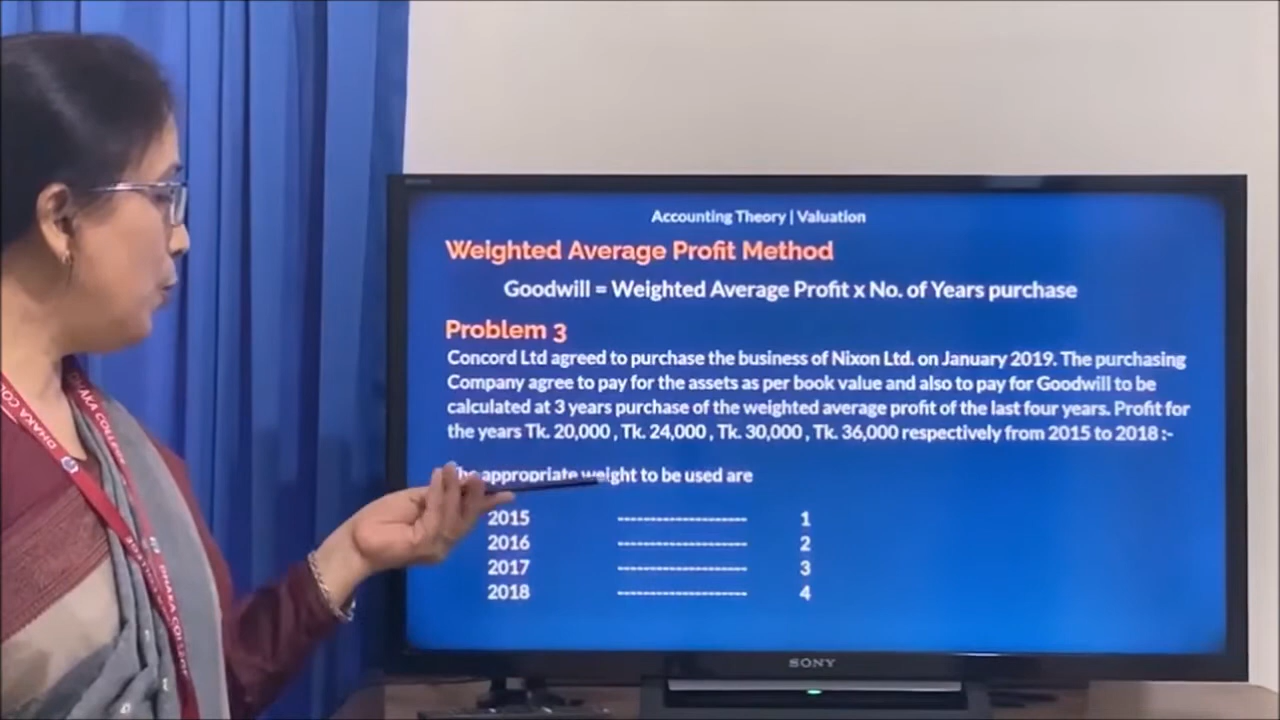 Accounting Theory | Valuation
Weighted Average Profit Method
Goodwill = Weighted Average Profit x No. of Years purchase
Problem 3
Concord Ltd agreed to purchase the business of Nixon Ltd. on January 2019. The purchasing
Company agree to pay for the assets as per book value and also to pay for Goodwill to be
calculated at 3 years purchase of the weighted average profit of the last four years. Profit for
the years Tk. 20,000 , Tk. 24,000 , Tk. 30,000 , Tk. 36,000 respectively from 2015 to 2018 :-
The appropriate weight to be used are
2015 -------------------- 1
2016 -------------------- 2
2017 -------------------- 3
2018 -------------------- 4
SONY
DHAKA COLLEGE